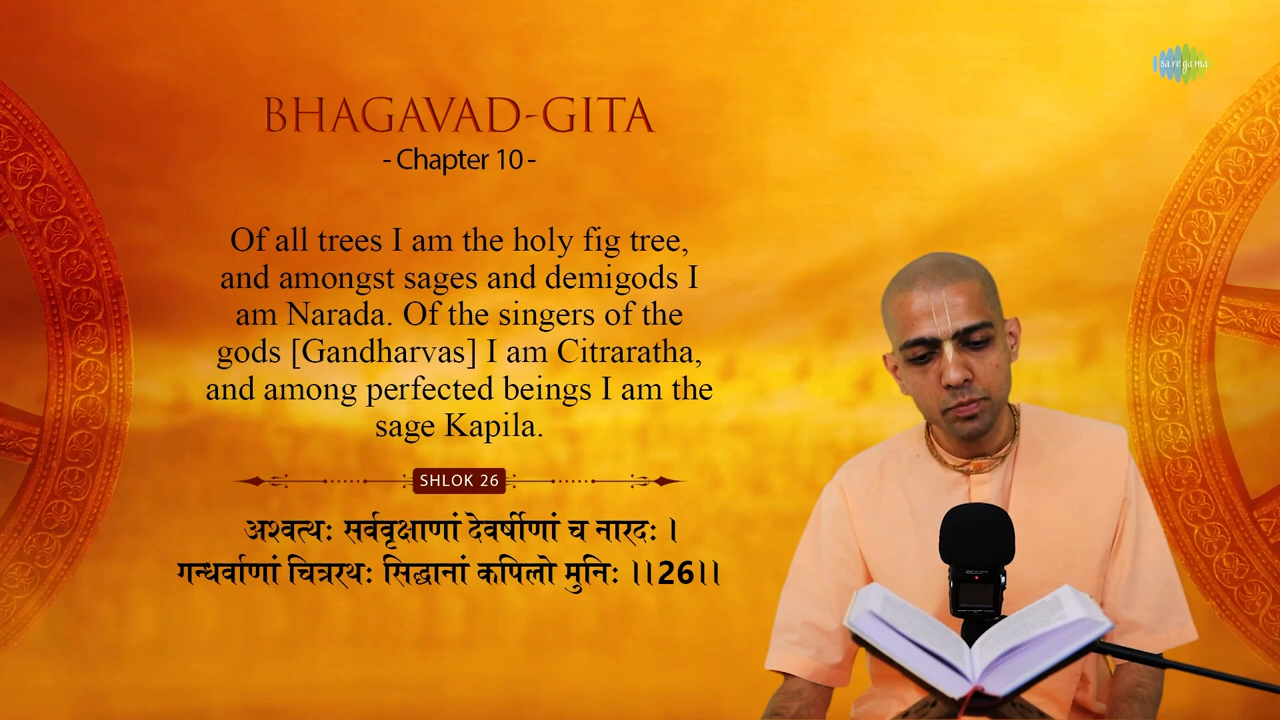 saregama
BHAGAVAD-GITA
- Chapter 10 -
Of all trees I am the holy fig tree,
and amongst sages and demigods I
am Narada. Of the singers of the
gods [Gandharvas] I am Citraratha,
and among perfected beings I am the
sage Kapila.
SHLOK 26
अश्वत्थः सर्ववृक्षाणां देवर्षीणां च नारदः ।
गन्धर्वाणां चित्ररथः सिद्धानां कपिलो मुनिः ।।26।।
zoom